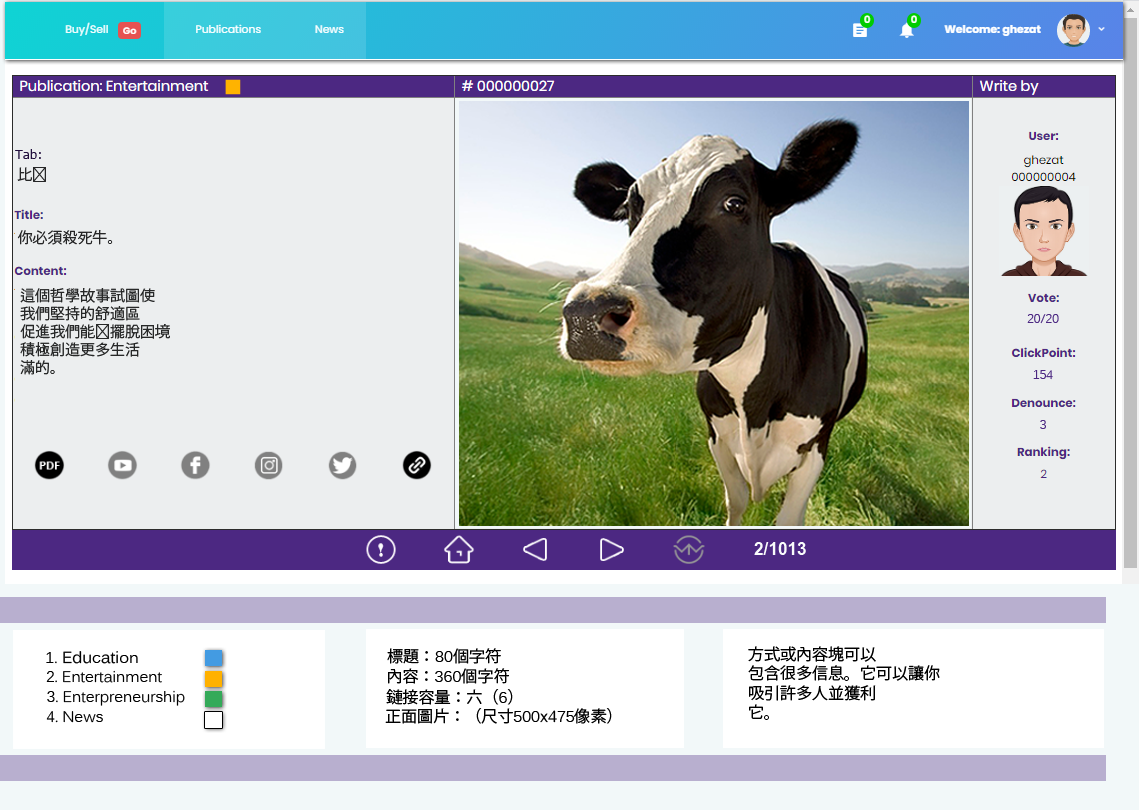 Buy/Sell Go Publications News 0 0 Welcome: ghezat
Publication: Entertainment # 000000027 Write by
Tab:
比
Title:
你必須殺死牛。
Content:
這個哲學故事試圖使
我們堅持的舒適區
促進我們能擺脫困境
積極創造更多生活
滿的。
PDF
User:
ghezat
000000004
Vote:
20/20
ClickPoint:
154
Denounce:
3
Ranking:
2
2/1013
1. Education
2. Entertainment
3. Enterpreneurship
4. News
標題：80個字符
內容：360個字符
鏈接容量：六（6）
正面圖片：（尺寸500x475像素）
方式或內容塊可以
包含很多信息。它可以讓你
吸引許多人並獲利
它。